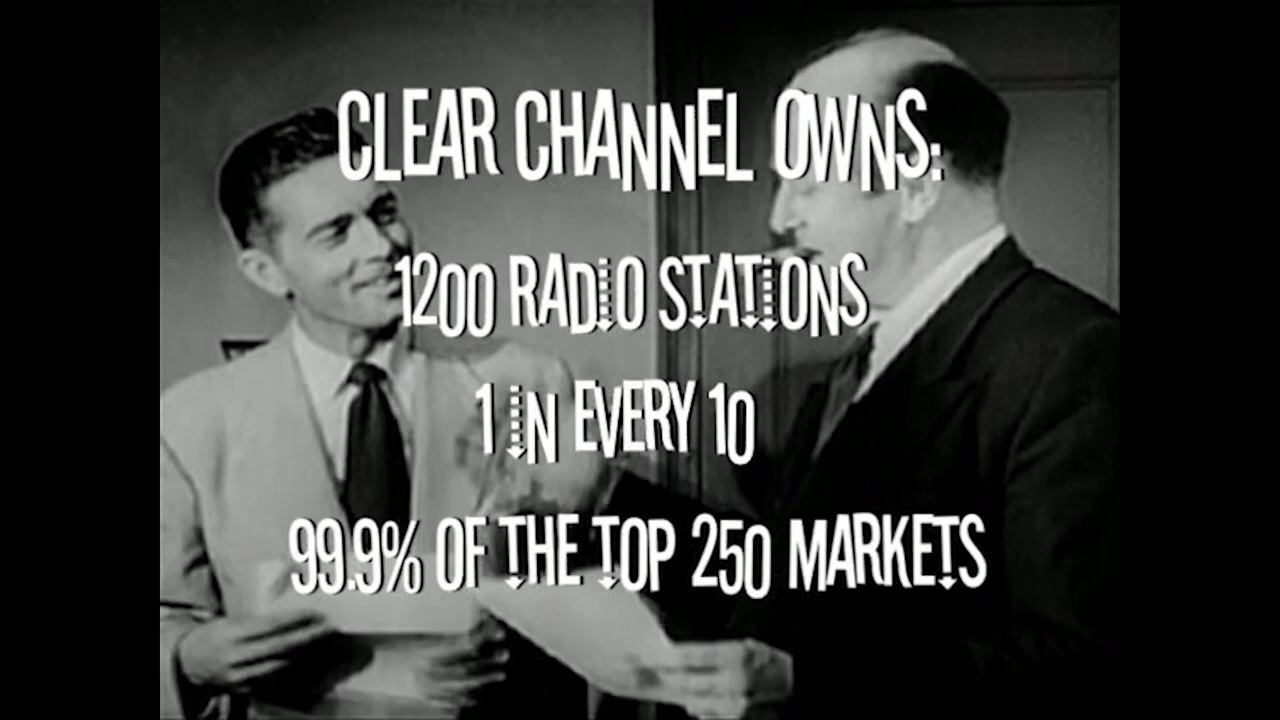 CLEAR CHANNEL OWNS:
1200 RADIO STATIONS
1 IN EVERY 10
99.9% OF THE TOP 250 MARKETS